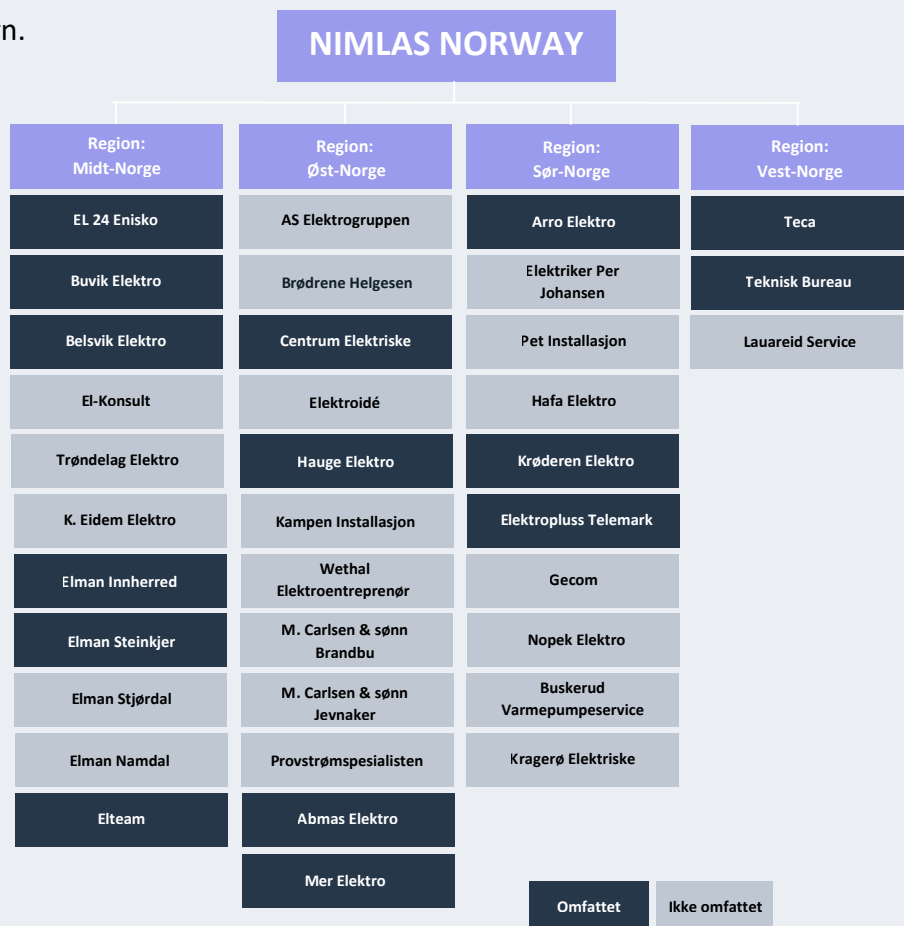 rn.
NIMLAS NORWAY
Region:
Midt-Norge
EL 24 Enisko
Buvik Elektro
Belsvik Elektro
El-Konsult
Trøndelag Elektro
K. Eidem Elektro
Elman Innherred
Elman Steinkjer
Elman Stjørdal
Elman Namdal
Elteam
Region:
Øst-Norge
AS Elektrogruppen
Brødrene Helgesen
Centrum Elektriske
Elektroidé
Hauge Elektro
Kampen Installasjon
Wethal
Elektroentreprenør
M. Carlsen & sønn
Brandbu
M. Carlsen & sønn
Jevnaker
Provstrømspesialisten
Abmas Elektro
Mer Elektro
Region:
Sør-Norge
Arro Elektro
Elektriker Per
Johansen
Pet Installasjon
Hafa Elektro
Krøderen Elektro
Elektropluss Telemark
Gecom
Nopek Elektro
Buskerud
Varmepumpeservice
Kragerø Elektriske
Region:
Vest-Norge
Teca
Teknisk Bureau
Lauareid Service
Omfattet
Ikke omfattet